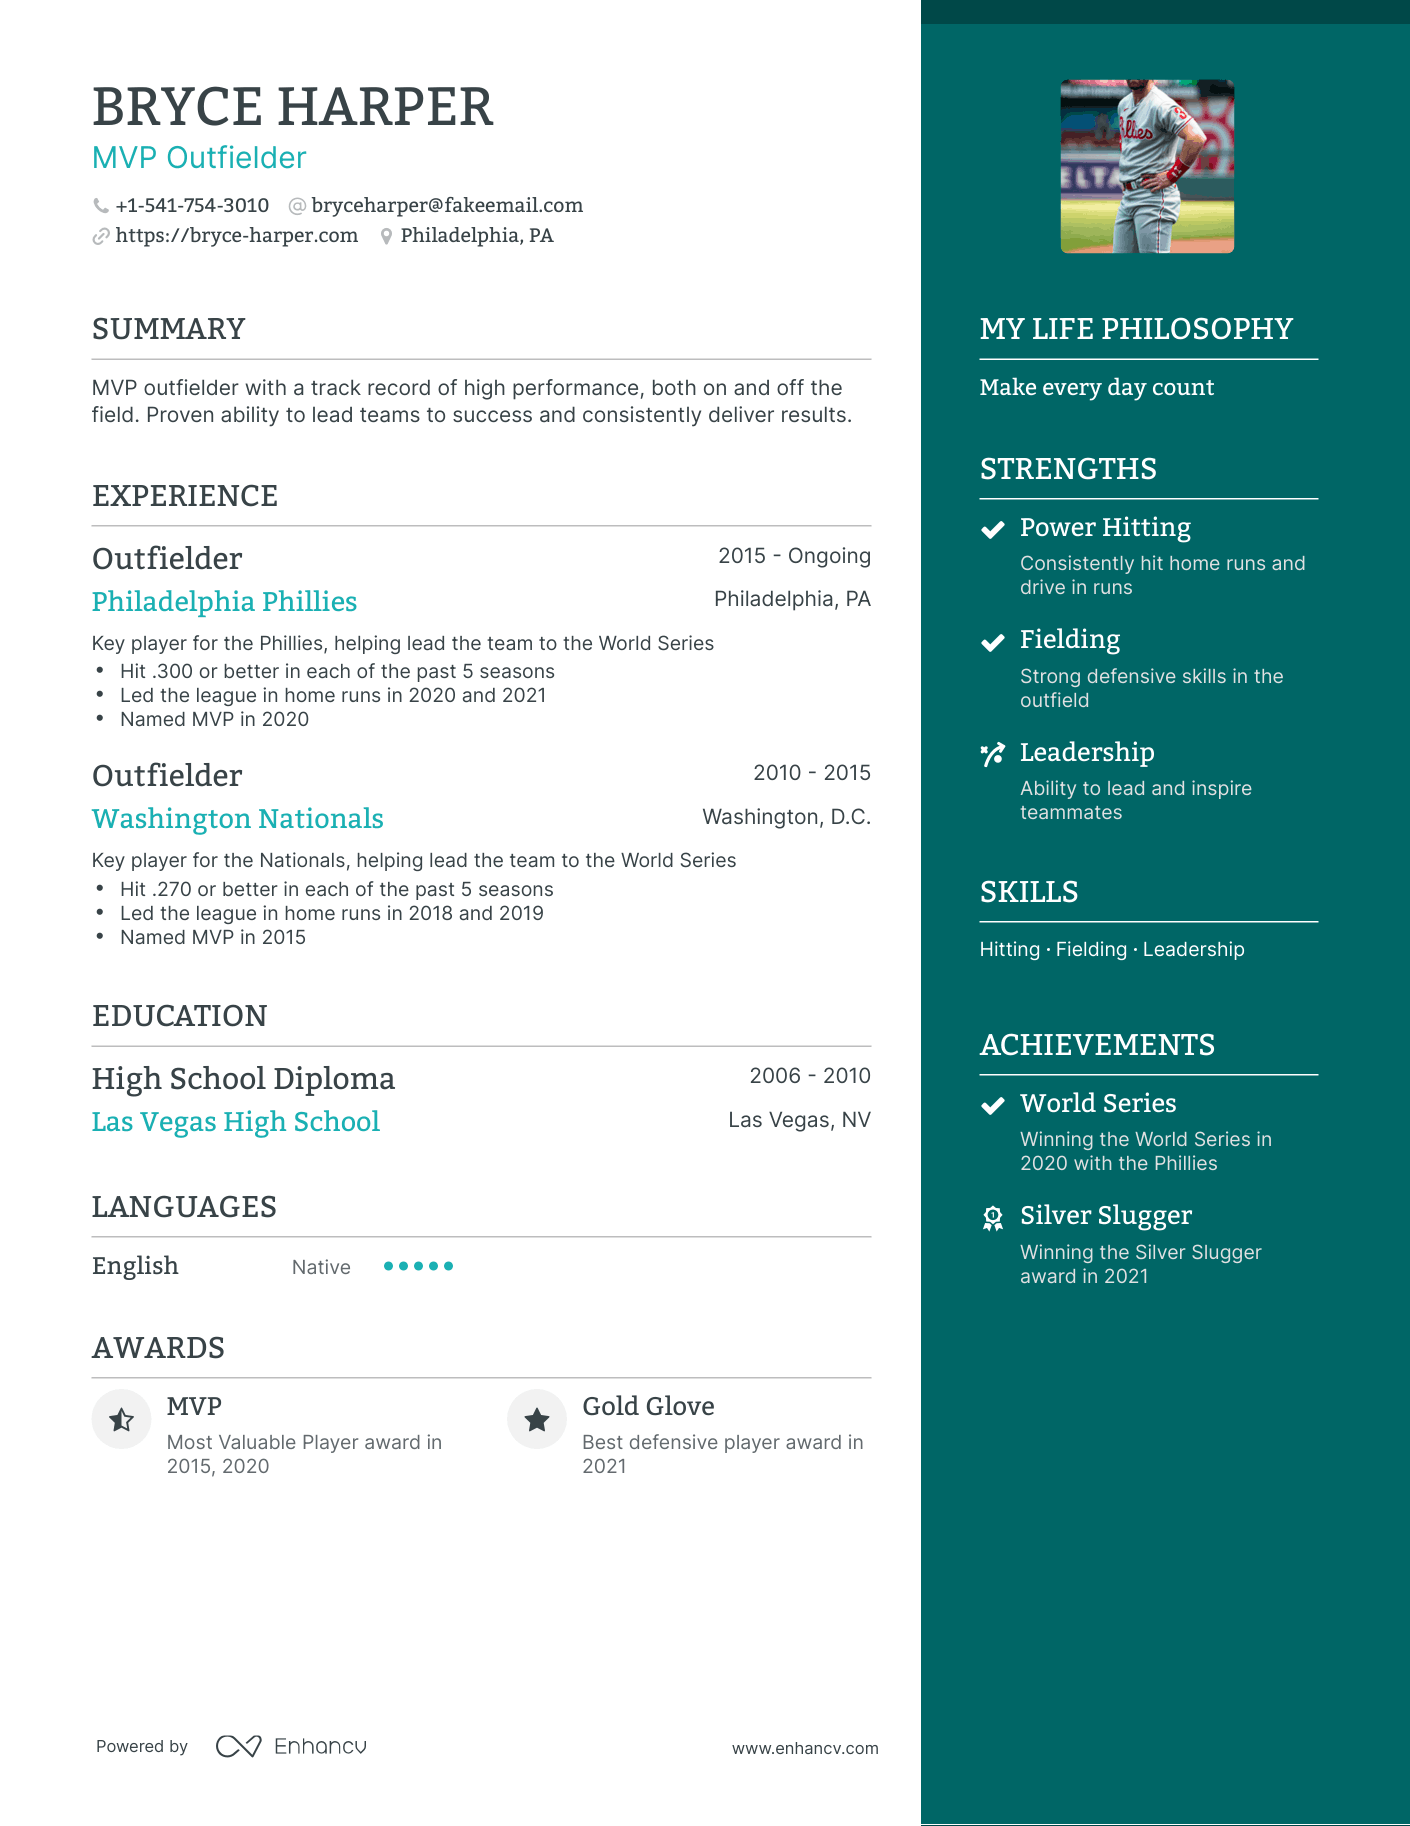 BRYCE HARPER
MVP Outfielder
+1-541-754-3010 @ bryceharper@fakeemail.com
https://bryce-harper.com Philadelphia, PA
SUMMARY
MVP outfielder with a track record of high performance, both on and off the
field. Proven ability to lead teams to success and consistently deliver results.
EXPERIENCE
Outfielder 2015 - Ongoing
Philadelphia Phillies Philadelphia, PA
Key player for the Phillies, helping lead the team to the World Series
• Hit .300 or better in each of the past 5 seasons
• Led the league in home runs in 2020 and 2021
• Named MVP in 2020
Outfielder 2010 - 2015
Washington Nationals Washington, D.C.
Key player for the Nationals, helping lead the team to the World Series
• Hit .270 or better in each of the past 5 seasons
• Led the league in home runs in 2018 and 2019
• Named MVP in 2015
EDUCATION
High School Diploma 2006 - 2010
Las Vegas High School Las Vegas, NV
LANGUAGES
English Native
AWARDS
MVP
Most Valuable Player award in
2015, 2020
Gold Glove
Best defensive player award in
2021
Powered by Enhancv www.enhancv.com
MY LIFE PHILOSOPHY
Make every day count
STRENGTHS
Power Hitting
Consistently hit home runs and
drive in runs
Fielding
Strong defensive skills in the
outfield
Leadership
Ability to lead and inspire
teammates
SKILLS
Hitting · Fielding · Leadership
ACHIEVEMENTS
World Series
Winning the World Series in
2020 with the Phillies
Silver Slugger
Winning the Silver Slugger
award in 2021